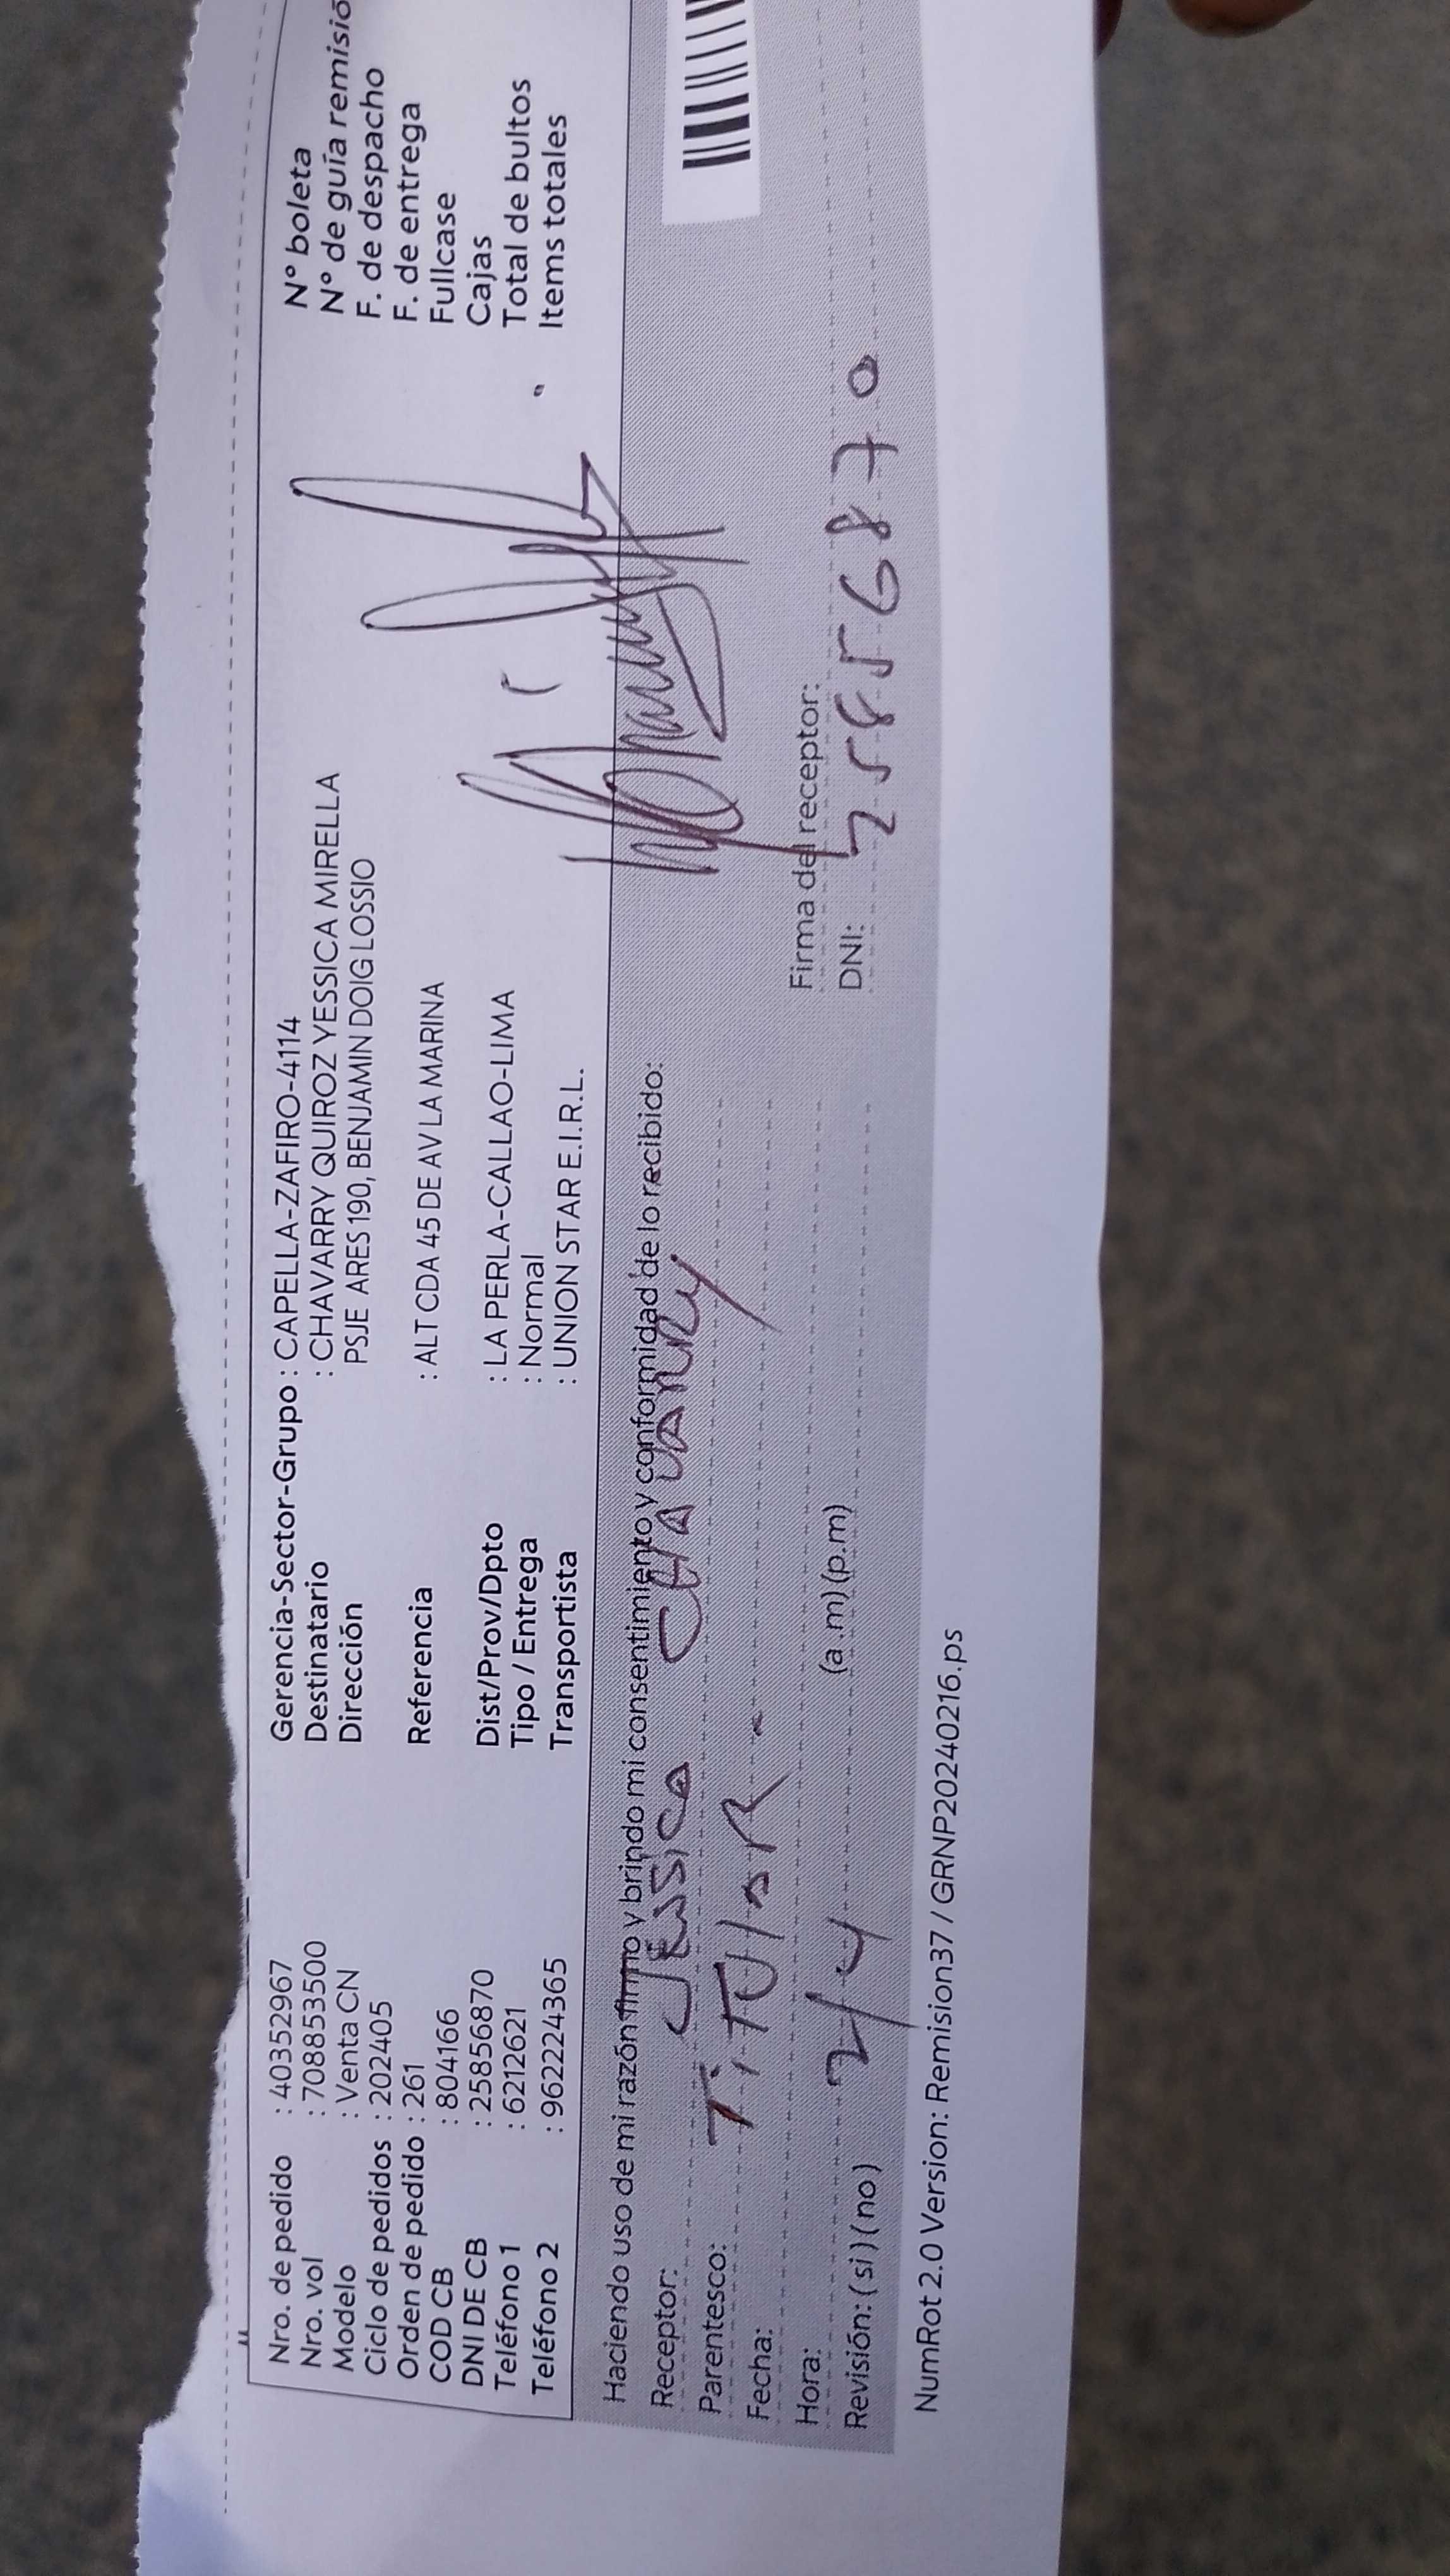 Nro. de pedido : 40352967
Nro. vol : 708853500
Modelo : Venta CN
Ciclo de pedidos : 202405
Orden de pedido : 261
COD CB : 804166
DNI DE CB : 25856870
Teléfono 1 : 6212621
Teléfono 2 : 962224365
Gerencia-Sector-Grupo : CAPELLA-ZAFIRO-4114
Destinatario : CHAVARRY QUIROZ YESSICA MIRELLA
Dirección PSJE ARES 190, BENJAMIN DOIG LOSSIO
Referencia : ALT CDA 45 DE AV LA MARINA
Dist/Prov/Dpto : LA PERLA-CALLAO-LIMA
Tipo / Entrega : Normal
Transportista : UNION STAR E.I.R.L.
N° boleta
N° de guía remisió
F. de despacho
F. de entrega
Fullcase
Cajas
Total de bultos
Items totales
Haciendo uso de mi razón firmo y brindo mi consentimiento y conformidad de lo recibido:
Receptor: Jessica CHAVARRY
Parentesco: TiTUlaR
Fecha:
Hora: 2/4 (a.m)(p.m)
Revisión: (si) (no)
Firma del receptor:
DNI: 25856870
NumRot 2.0 Version: Remision37 / GRNP20240216.ps